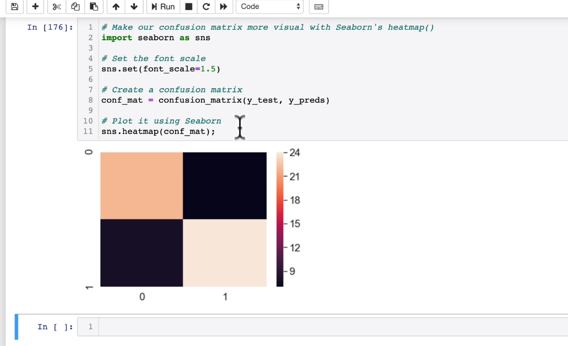 Run
Code
In [176]:
1 # Make our confusion matrix more visual with Seaborn's heatmap()
2 import seaborn as sns
3
4 # Set the font scale
5 sns.set(font_scale=1.5)
6
7 # Create a confusion matrix
8 conf_mat = confusion_matrix(y_test, y_preds)
9
10 # Plot it using Seaborn
11 sns.heatmap(conf_mat);
0
1
0 1
24
21
18
15
12
9
In [ ]: 1